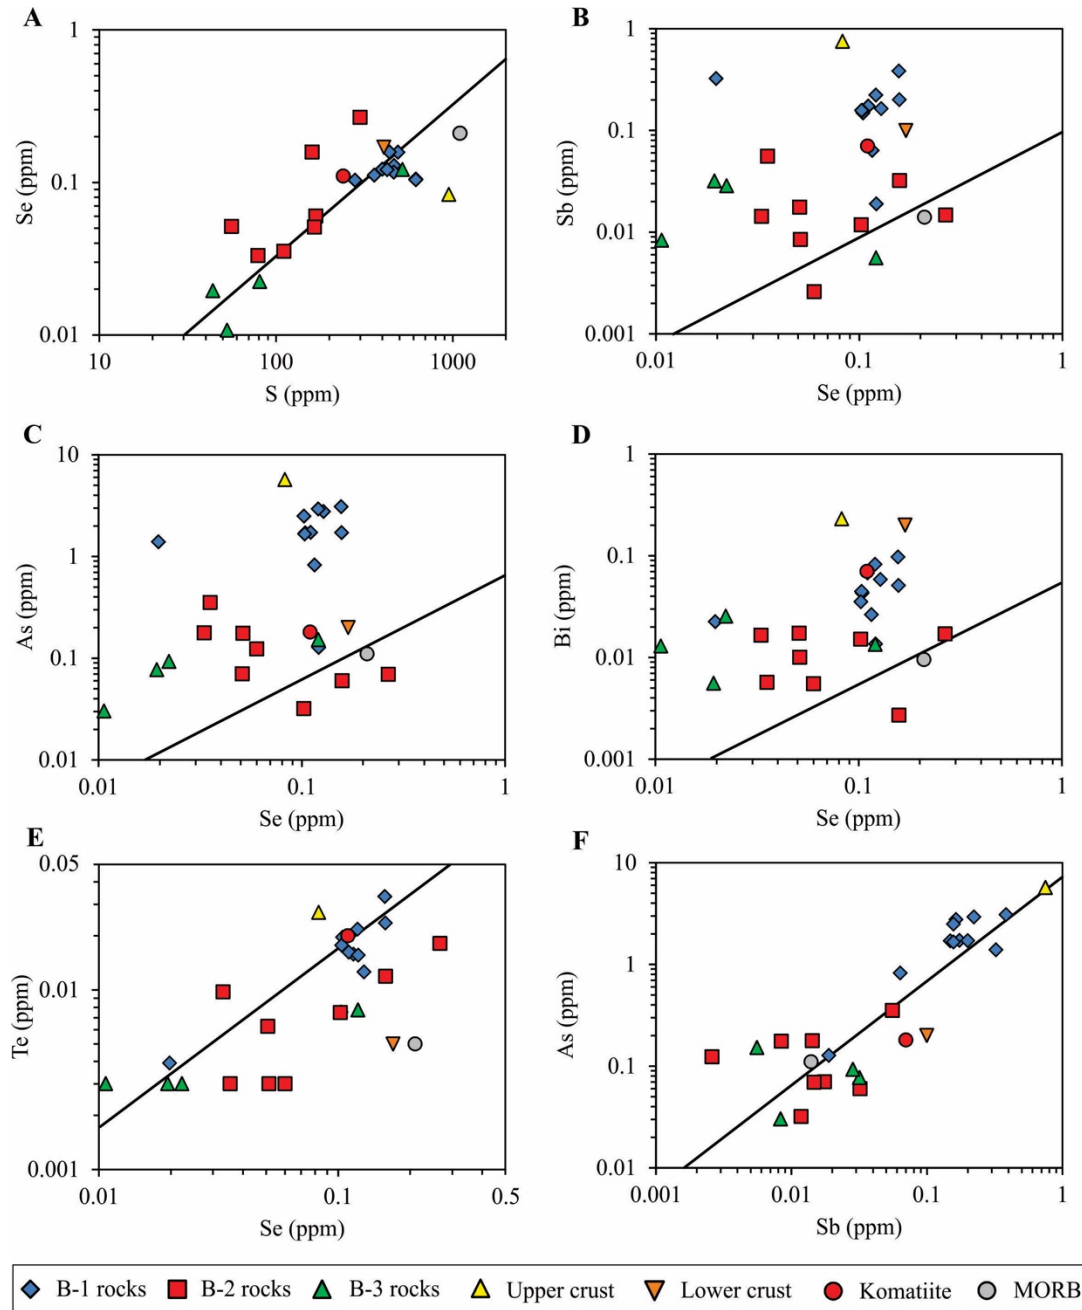 A
1
0.1
0.01
Se (ppm)
10
100
1000
S (ppm)
B
1
0.1
0.01
0.001
Sb (ppm)
0.01
0.1
1
Se (ppm)
C
10
1
0.1
0.01
As (ppm)
0.01
0.1
1
Se (ppm)
D
1
0.1
0.01
0.001
Bi (ppm)
0.01
0.1
1
Se (ppm)
E
0.05
0.01
0.001
Te (ppm)
0.01
0.1
0.5
Se (ppm)
F
10
1
0.1
0.01
As (ppm)
0.001
0.01
0.1
1
Sb (ppm)
B-1 rocks B-2 rocks B-3 rocks Upper crust Lower crust Komatiite MORB